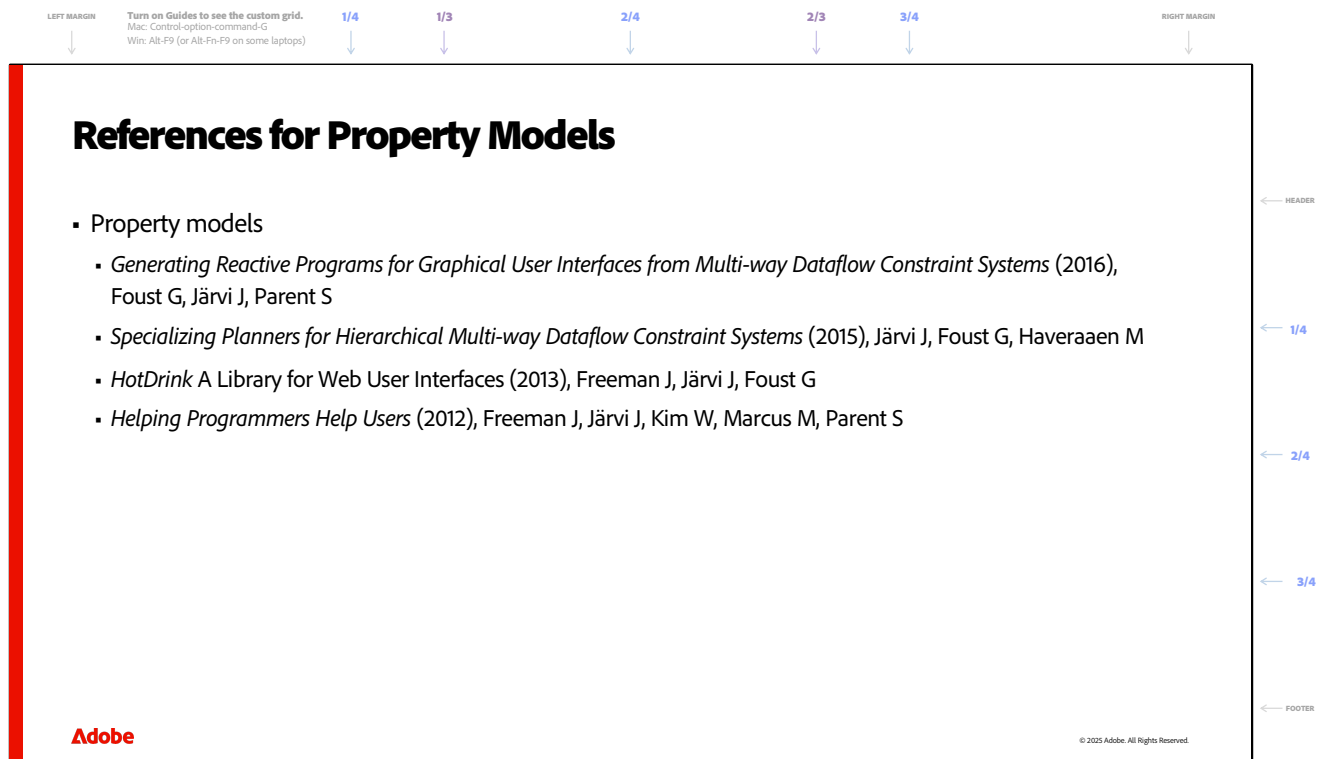 LEFT MARGIN
Turn on Guides to see the custom grid.
Mac: Control-option-command-G
Win: Alt-F9 (or Alt-Fn-F9 on some laptops)
1/4
1/3
2/4
2/3
3/4
RIGHT MARGIN
References for Property Models
HEADER
▪ Property models
▪ Generating Reactive Programs for Graphical User Interfaces from Multi-way Dataflow Constraint Systems (2016),
Foust G, Järvi J, Parent S
▪ Specializing Planners for Hierarchical Multi-way Dataflow Constraint Systems (2015), Järvi J, Foust G, Haveraaen M
1/4
▪ HotDrink A Library for Web User Interfaces (2013), Freeman J, Järvi J, Foust G
▪ Helping Programmers Help Users (2012), Freeman J, Järvi J, Kim W, Marcus M, Parent S
2/4
3/4
FOOTER
Adobe
© 2025 Adobe. All Rights Reserved.